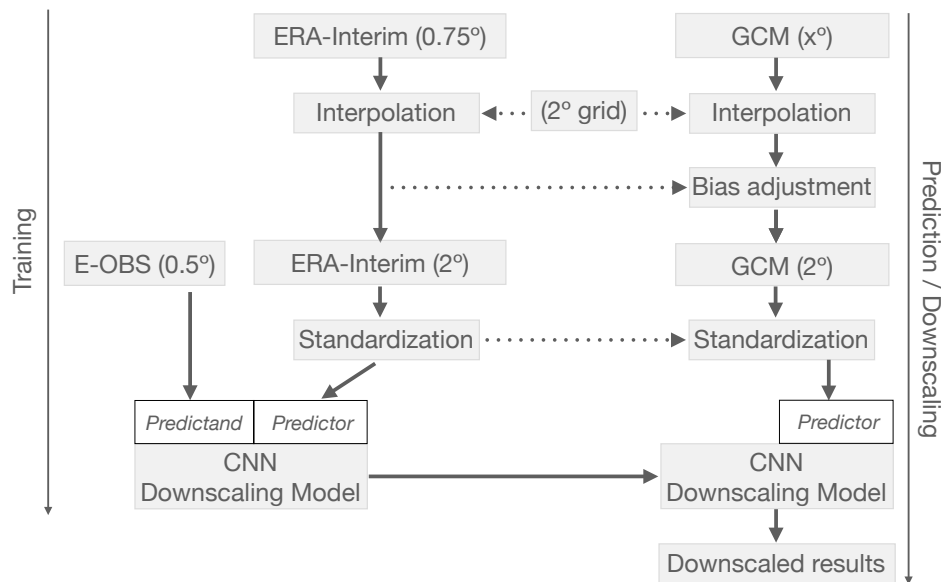 Training
ERA-Interim (0.75º)
GCM (xº)
Interpolation
(2º grid)
Interpolation
Bias adjustment
E-OBS (0.5º)
ERA-Interim (2º)
GCM (2º)
Standardization
Standardization
Predictand
Predictor
Predictor
CNN
Downscaling Model
CNN
Downscaling Model
Downscaled results
Prediction / Downscaling